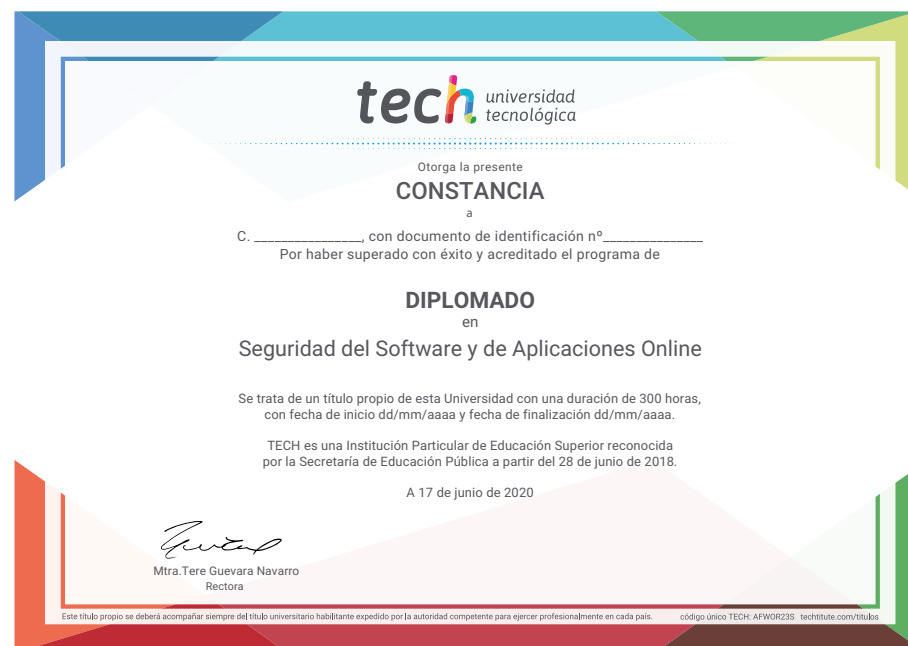 tech universidad
tecnológica
Otorga la presente
CONSTANCIA
a
C. ________________, con documento de identificación nº_______________
Por haber superado con éxito y acreditado el programa de
DIPLOMADO
en
Seguridad del Software y de Aplicaciones Online
Se trata de un título propio de esta Universidad con una duración de 300 horas,
con fecha de inicio dd/mm/aaaa y fecha de finalización dd/mm/aaaa.
TECH es una Institución Particular de Educación Superior reconocida
por la Secretaría de Educación Pública a partir del 28 de junio de 2018.
A 17 de junio de 2020
Mtra.Tere Guevara Navarro
Rectora
Este título propio se deberá acompañar siempre del título universitario habilitante expedido por la autoridad competente para ejercer profesionalmente en cada país. código único TECH: AFWOR23S techtitute.com/titulos